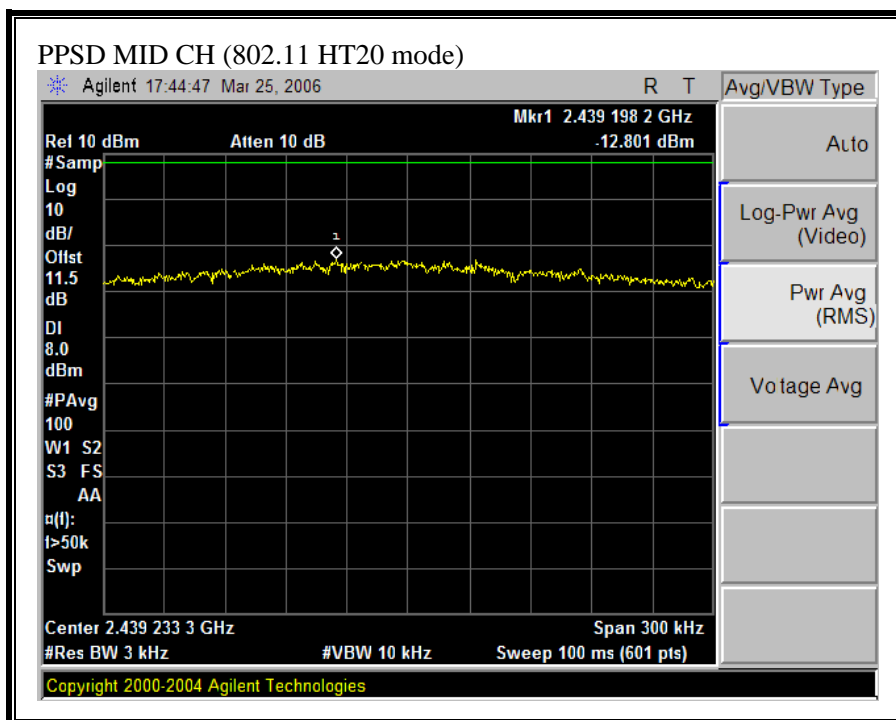 PPSD MID CH (802.11 HT20 mode)
Agilent 17:44:47 Mar 25, 2006 R T
Avg/VBW Type
Mkr1 2.439 198 2 GHz
Ref 10 dBm Atten 10 dB -12.801 dBm
#Samp
Log
10
dB/
Offst
11.5
dB
DI
8.0
dBm
#PAvg
100
W1 S2
S3 FS
AA
¤(f):
f>50k
Swp
1
Center 2.439 233 3 GHz Span 300 kHz
#Res BW 3 kHz #VBW 10 kHz Sweep 100 ms (601 pts)
Copyright 2000-2004 Agilent Technologies
Auto
Log-Pwr Avg
(Video)
Pwr Avg
(RMS)
Vo tage Avg